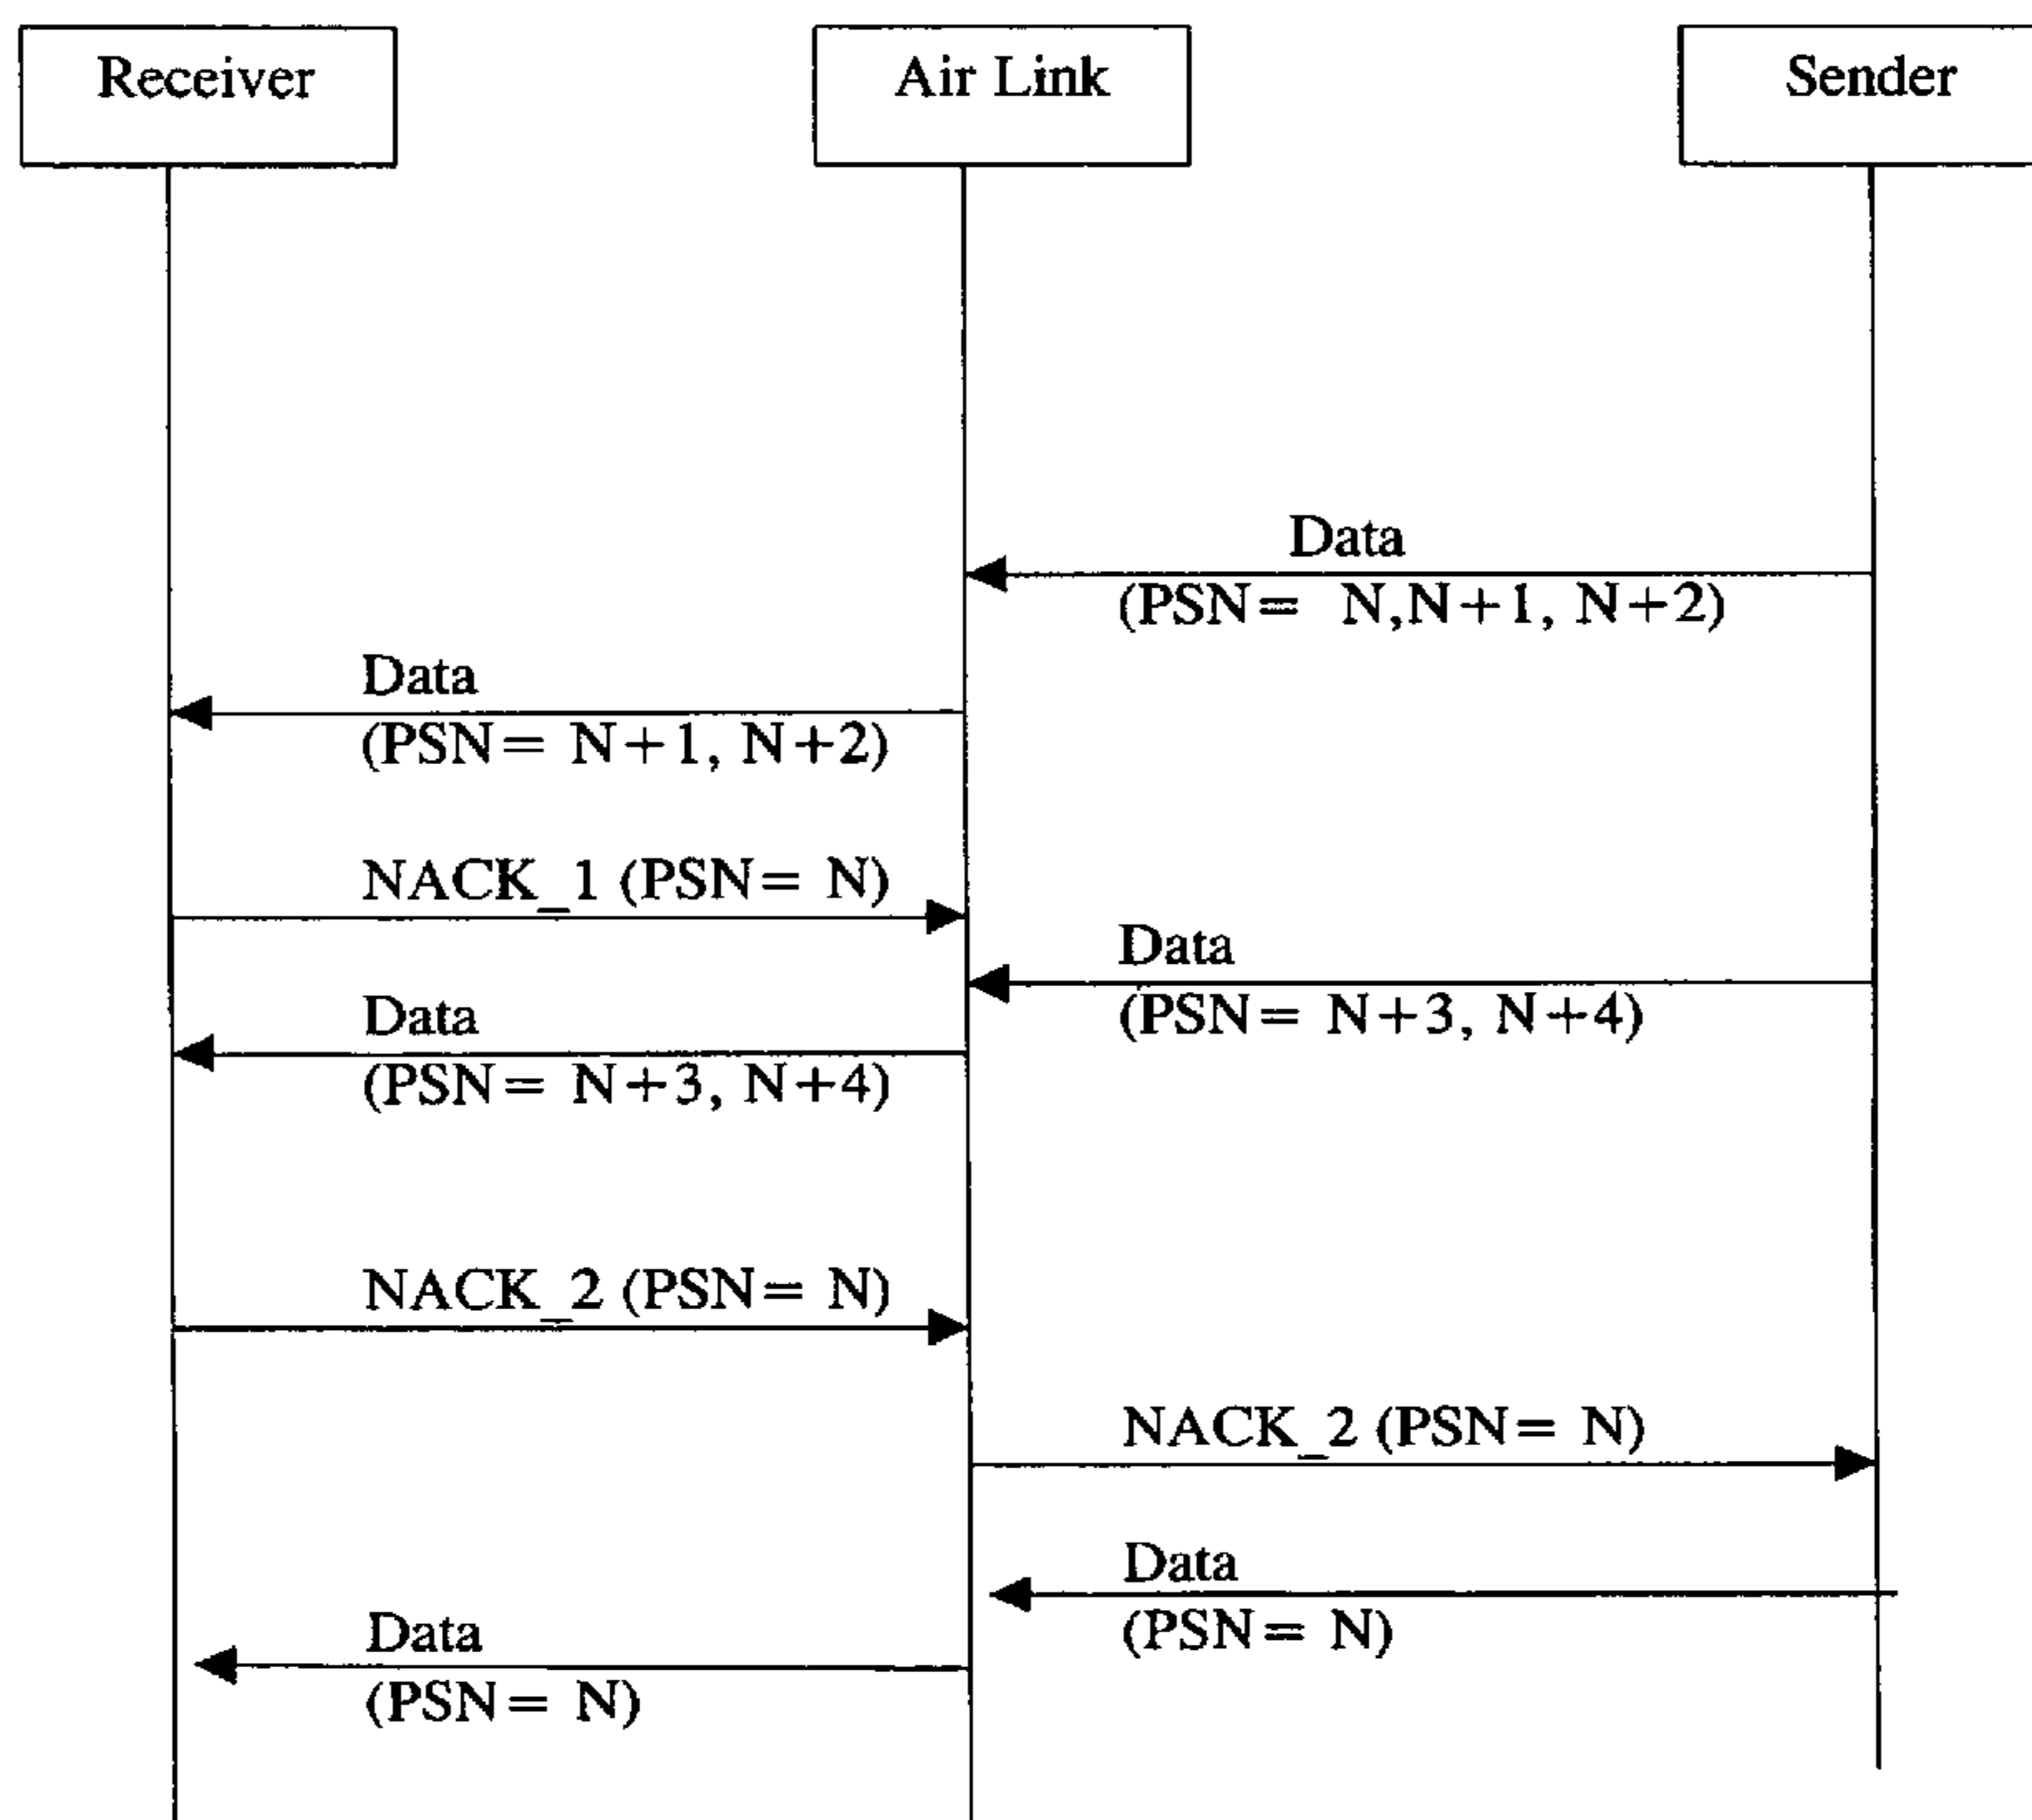 Receiver
Air Link
Sender
Data
(PSN= N,N+1, N+2)
Data
(PSN= N+1, N+2)
NACK_1 (PSN= N)
Data
(PSN= N+3, N+4)
Data
(PSN= N+3, N+4)
NACK_2 (PSN= N)
NACK_2 (PSN= N)
Data
(PSN= N)
Data
(PSN= N)